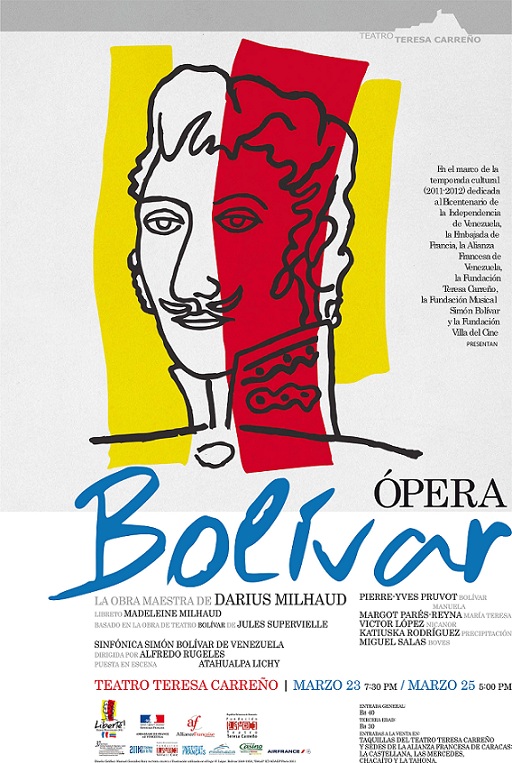 TEATRO TERESA CARREÑO
En el marco de la
temporada cultural
(2011-2012) dedicada
al Bicentenario de
la Independencia
de Venezuela,
la Embajada de
Francia, la Alianza
Francesa de
Venezuela,
la Fundación
Teresa Carreño,
la Fundación Musical
Simón Bolívar
y la Fundación
Villa del Cine
PRESENTAN
ÓPERA
Bolívar
LA OBRA MAESTRA DE DARIUS MILHAUD
LIBRETO MADELEINE MILHAUD
BASADO EN LA OBRA DE TEATRO BOLÍVAR DE JULES SUPERVIELLE
SINFÓNICA SIMÓN BOLÍVAR DE VENEZUELA
DIRIGIDA POR ALFREDO RUGELES
PUESTA EN ESCENA ATAHUALPA LICHY
PIERRE-YVES PRUVOT BOLÍVAR
MANUELA
MARGOT PARÉS-REYNA MARÍA TERESA
VICTOR LÓPEZ NICANOR
KATIUSKA RODRÍGUEZ PRECIPITACIÓN
MIGUEL SALAS BOVES
TEATRO TERESA CARREÑO | MARZO 23 7:30 PM / MARZO 25 5:00 PM
ENTRADA GENERAL:
Bs 40
TERCERA EDAD:
Bs 20
ENTRADAS A LA VENTA EN:
TAQUILLAS DEL TEATRO TERESA CARREÑO
Y SEDES DE LA ALIANZA FRANCESA DE CARACAS:
LA CASTELLANA, LAS MERCEDES,
CHACAÍTO Y LA TAHONA.
Liberté
af
AllianceFrançaise
AIRFRANCE